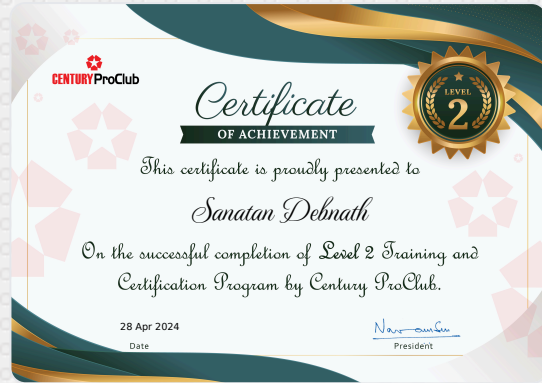 CENTURY ProClub
LEVEL
2
Certificate
OF ACHIEVEMENT
This certificate is proudly presented to
Sanatan Debnath
On the successful completion of Level 2 Training and
Certification Program by Century ProClub.
28 Apr 2024
Date
President